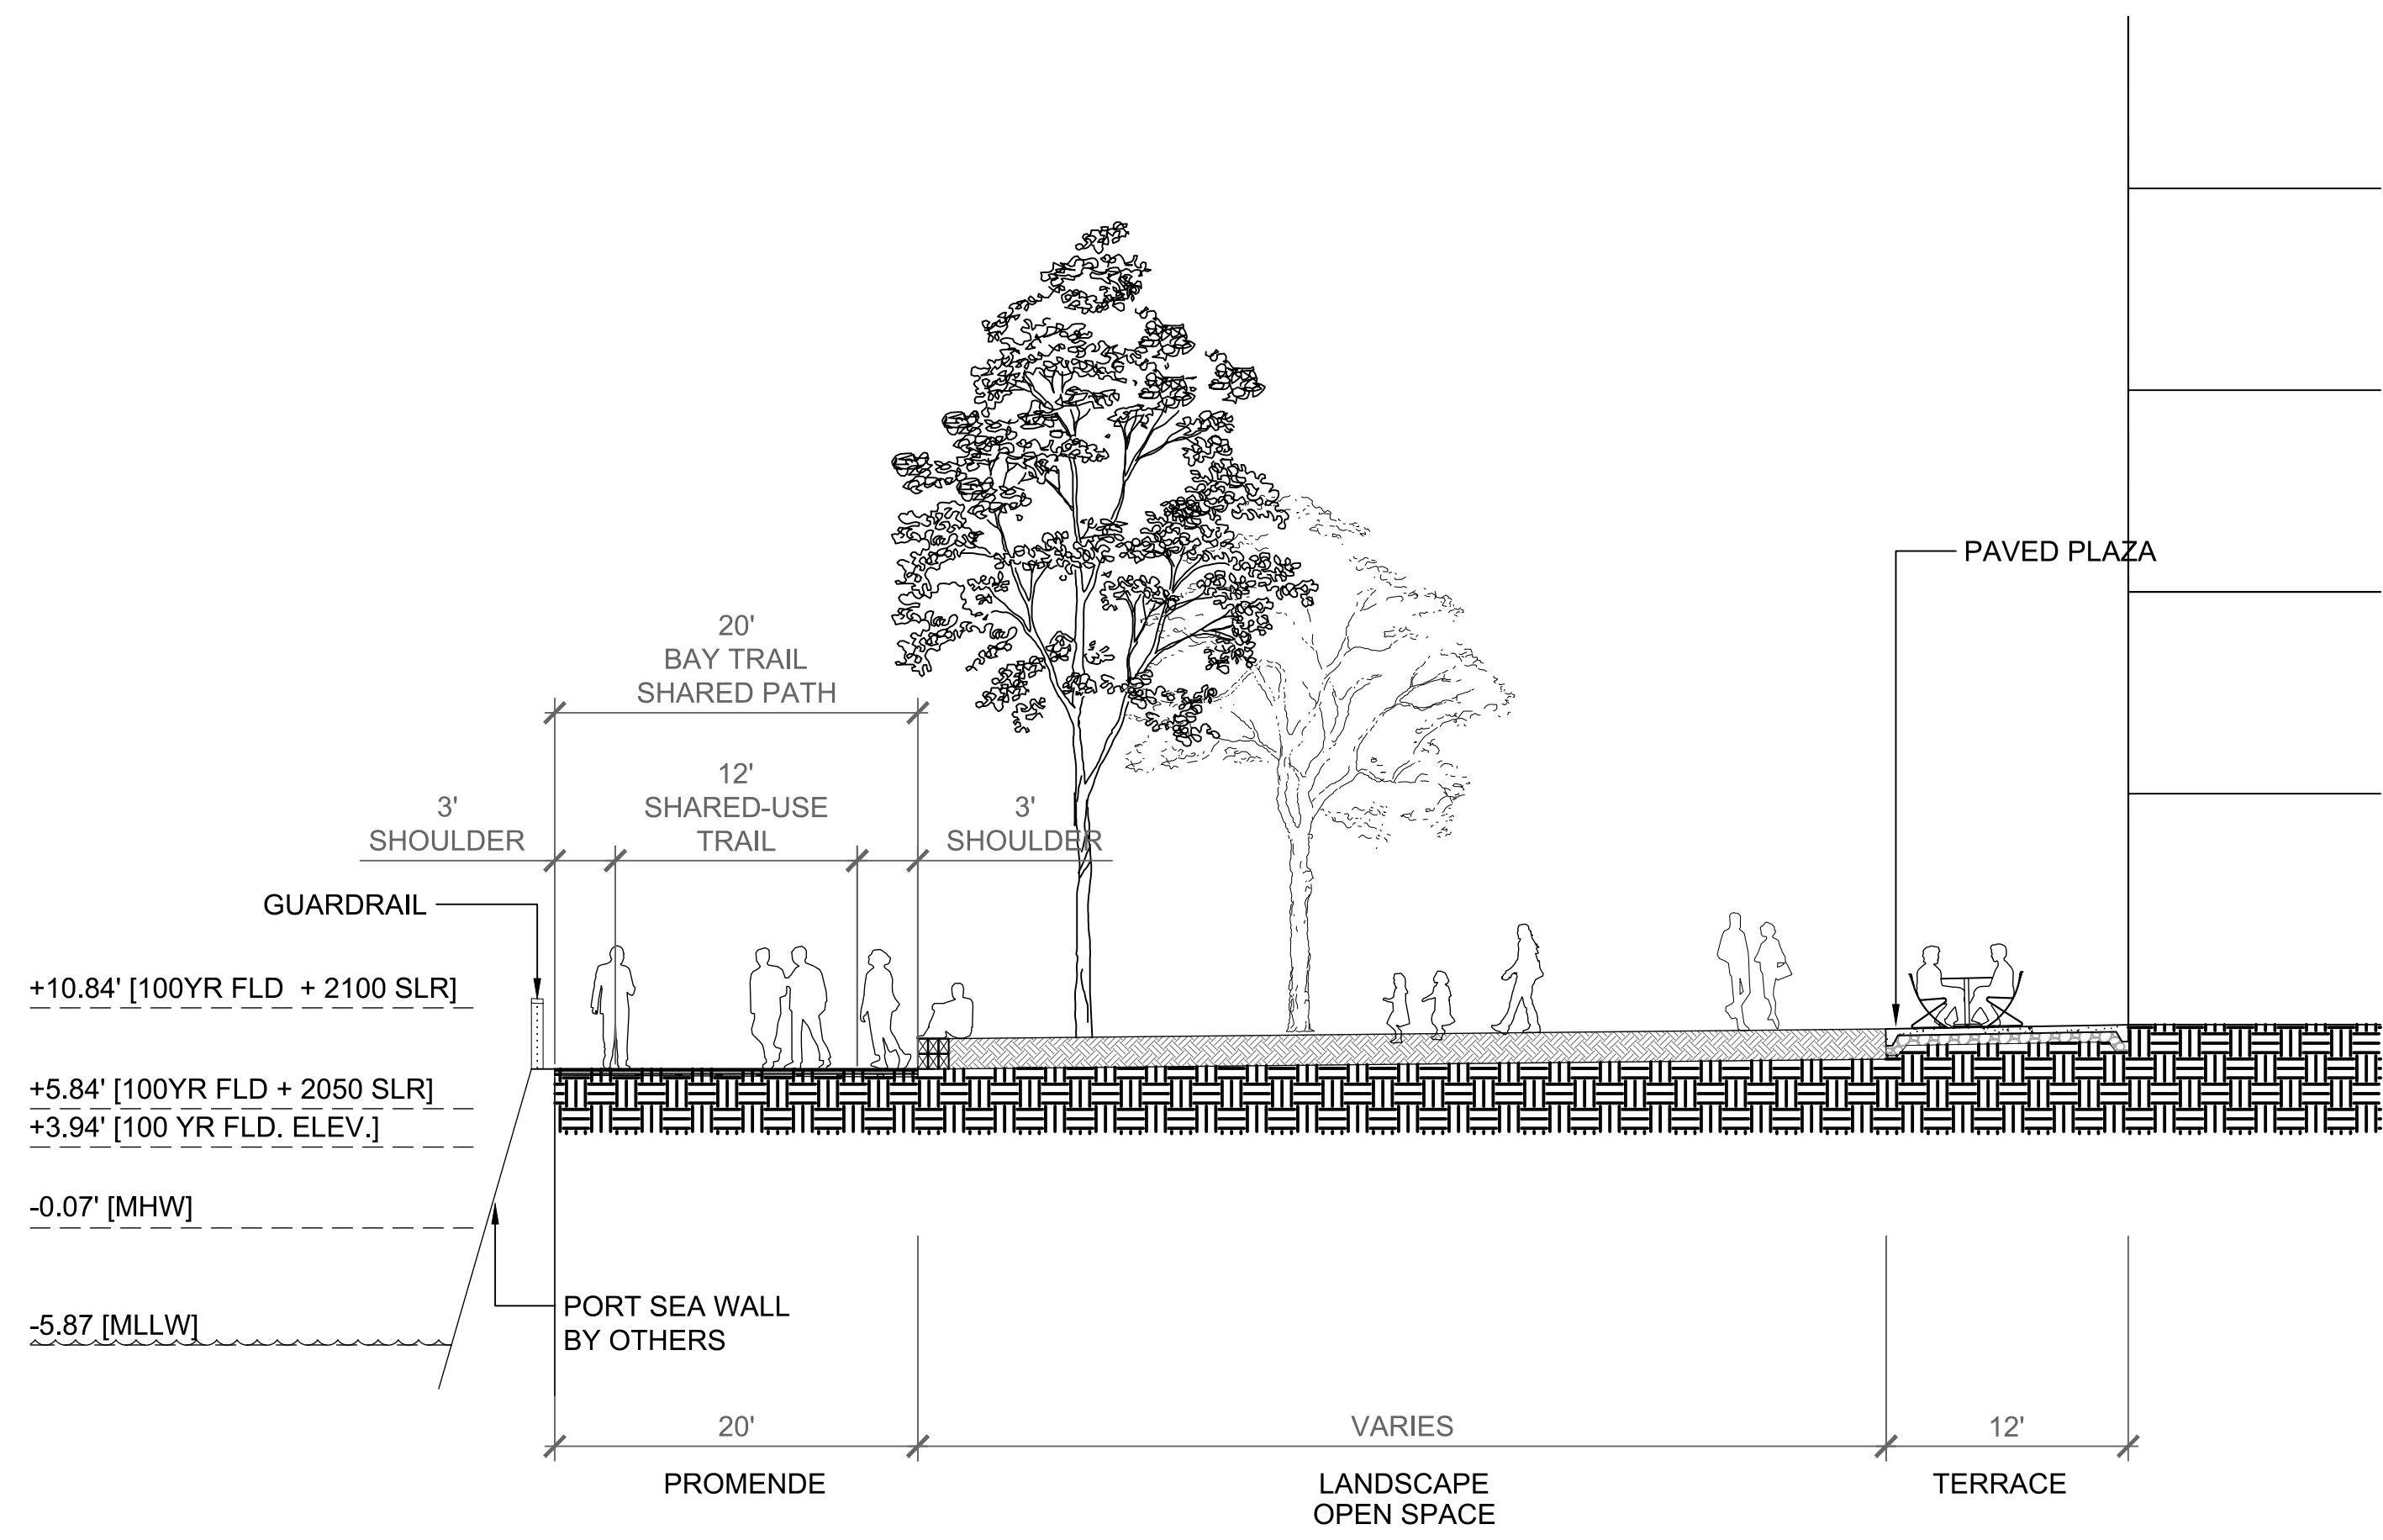 PAVED PLAZA
20'
BAY TRAIL
SHARED PATH
12'
SHARED-USE
TRAIL
3'
SHOULDER
3'
SHOULDER
GUARDRAIL
+10.84' [100YR FLD + 2100 SLR]
+5.84' [100YR FLD + 2050 SLR]
+3.94' [100 YR FLD. ELEV.]
-0.07' [MHW]
-5.87 [MLLW]
PORT SEA WALL
BY OTHERS
20'
VARIES
12'
PROMENDE
LANDSCAPE
OPEN SPACE
TERRACE